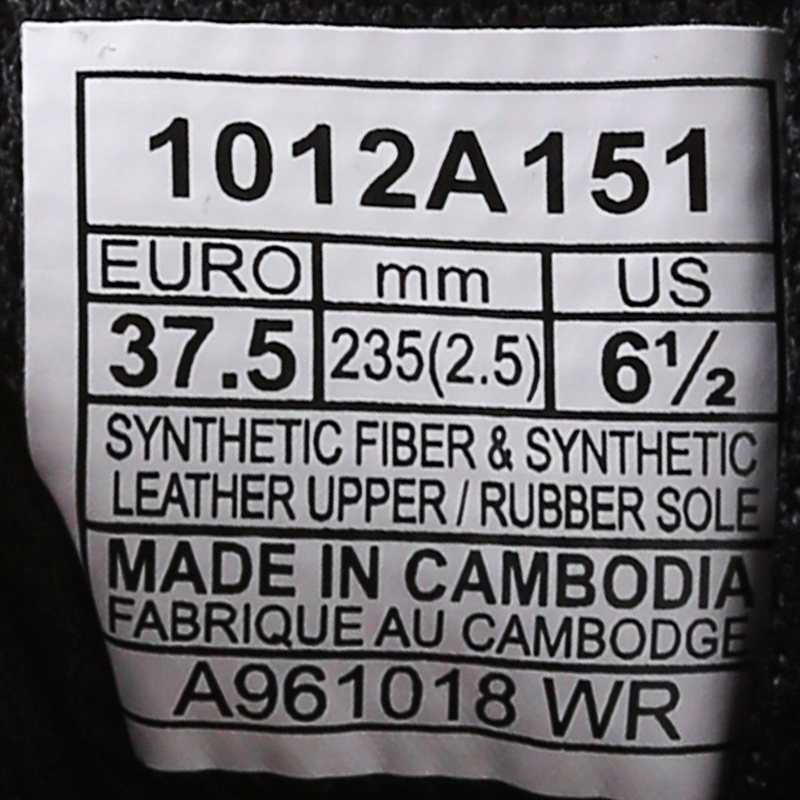 1012A151
EURO mm US
37.5 235(2.5) 6½
SYNTHETIC FIBER & SYNTHETIC
LEATHER UPPER / RUBBER SOLE
MADE IN CAMBODIA
FABRIQUE AU CAMBODGE
A961018 WR